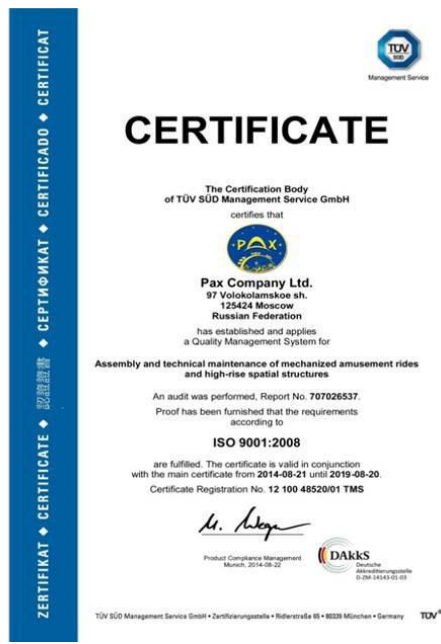 ZERTIFIKAT ◆ CERTIFICATE ◆ 認證證書 ◆ СЕРТИФИКАТ ◆ CERTIFICADO ◆ CERTIFICAT
TÜV
SÜD
Management Service
CERTIFICATE
The Certification Body
of TÜV SÜD Management Service GmbH
certifies that
PAX
Pax Company Ltd.
97 Volokolamskoe sh.
125424 Moscow
Russian Federation
has established and applies
a Quality Management System for
Assembly and technical maintenance of mechanized amusement rides
and high-rise spatial structures
An audit was performed, Report No. 707026537.
Proof has been furnished that the requirements
according to
ISO 9001:2008
are fulfilled. The certificate is valid in conjunction
with the main certificate from 2014-08-21 until 2019-08-20.
Certificate Registration No. 12 100 48520/01 TMS
Product Compliance Management
Munich, 2014-08-22
DAkkS
Deutsche
Akkreditierungsstelle
D-ZM-14143-01-03
TÜV SÜD Management Service GmbH • Zertifizierungsstelle • Ridlerstraße 65 • 80339 München • Germany
TÜV®